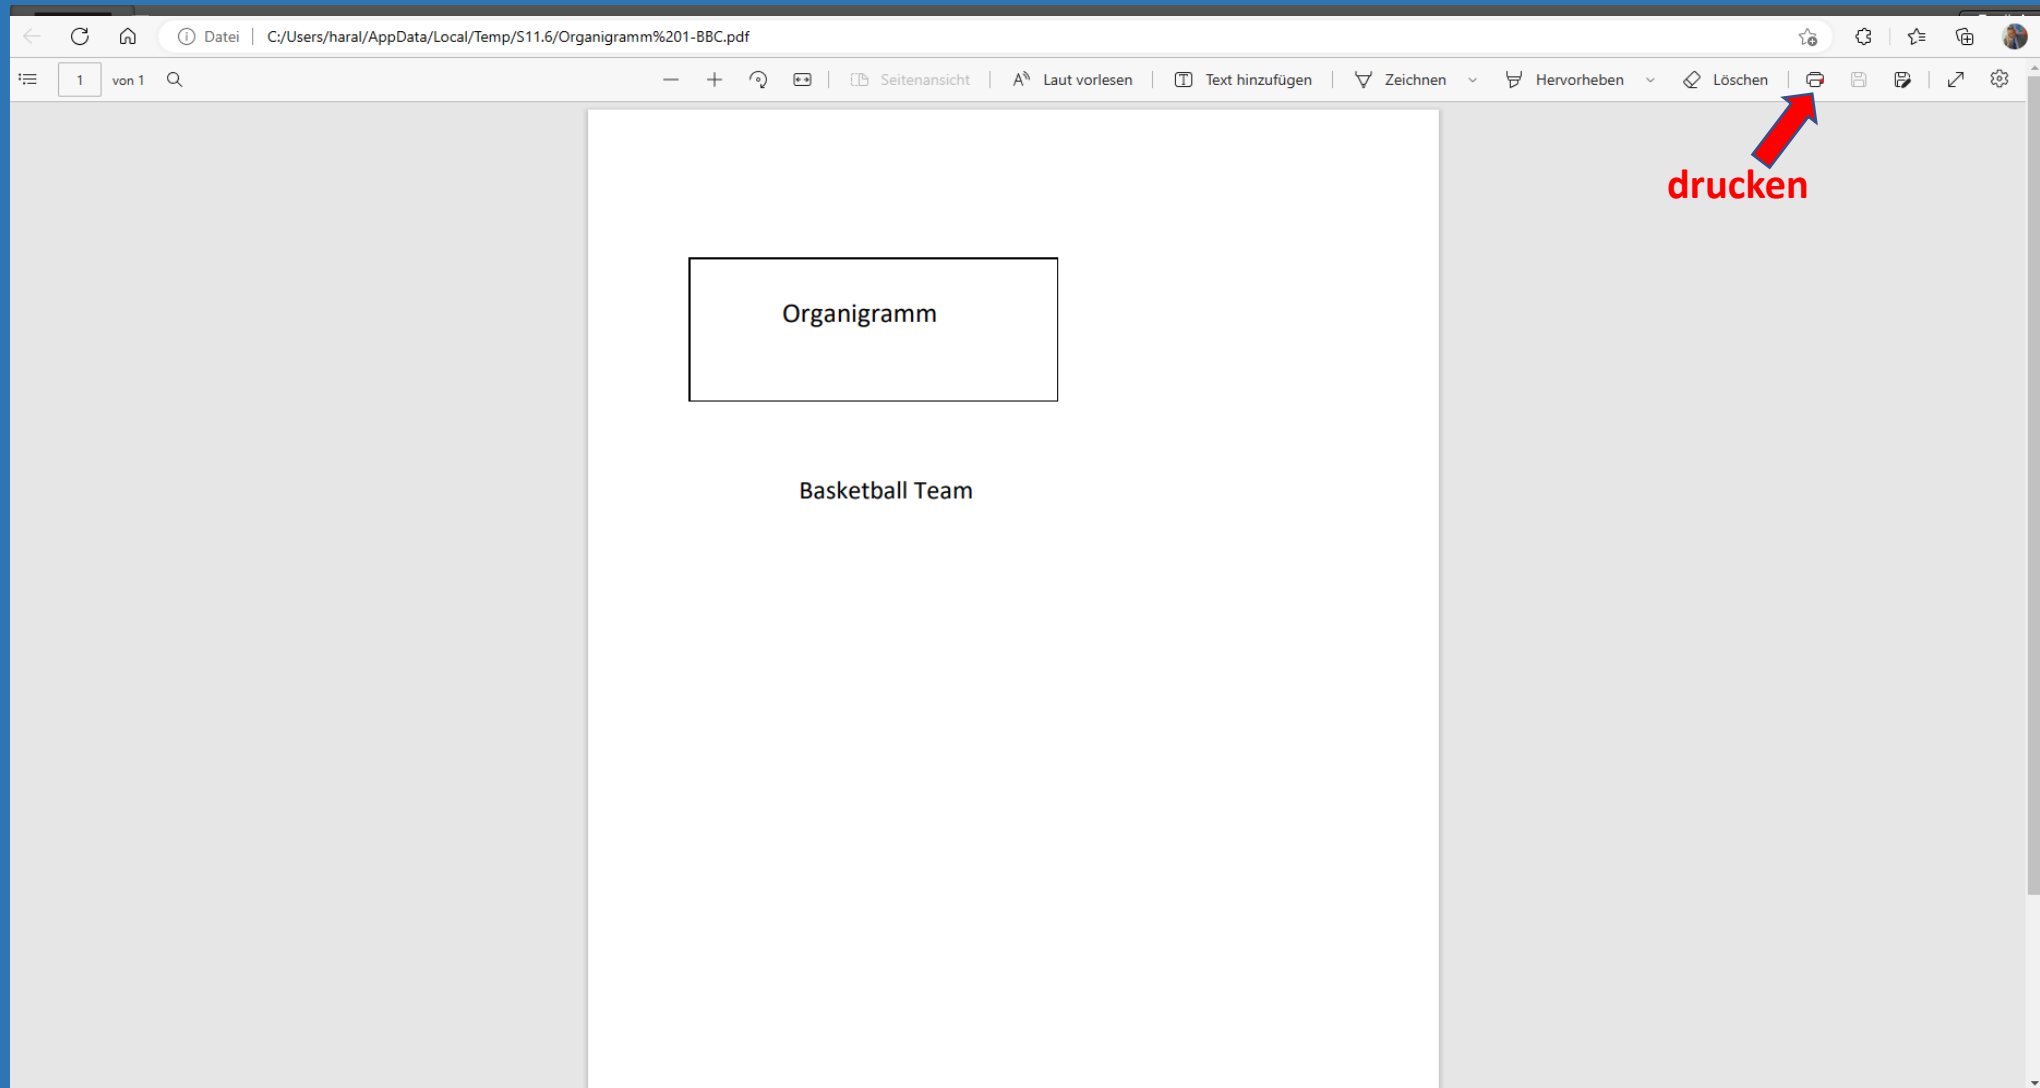 Datei C:/Users/haral/AppData/Local/Temp/S11.6/Organigramm%201-BBC.pdf
1 von 1 Seitenansicht A Laut vorlesen T Text hinzufügen Zeichnen Hervorheben Löschen
drucken
Organigramm
Basketball Team